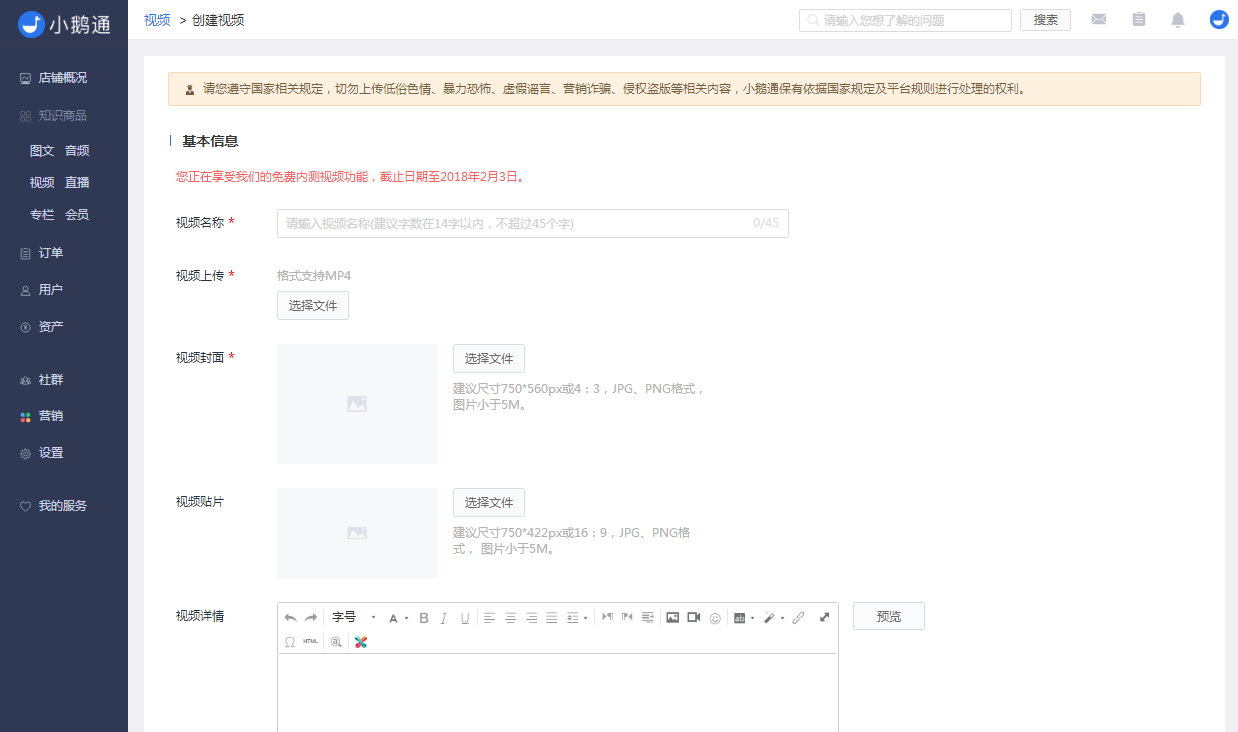 小鹅通
视频 > 创建视频
请输入您想了解的问题
搜索
店铺概况
知识商品
图文 音频
视频 直播
专栏 会员
订单
用户
资产
社群
营销
设置
我的服务
请您遵守国家相关规定，切勿上传低俗色情、暴力恐怖、虚假谣言、营销诈骗、侵权盗版等相关内容，小鹅通保有依据国家规定及平台规则进行处理的权利。
基本信息
您正在享受我们的免费内测视频功能，截止日期至2018年2月3日。
视频名称 *
请输入视频名称(建议字数在14字以内，不超过45个字)
0/45
视频上传 *
格式支持MP4
选择文件
视频封面 *
选择文件
建议尺寸750*560px或4：3，JPG、PNG格式，
图片小于5M。
视频贴片
选择文件
建议尺寸750*422px或16：9，JPG、PNG格
式， 图片小于5M。
视频详情
字号
A
B I U
ab
Ω HTML
预览